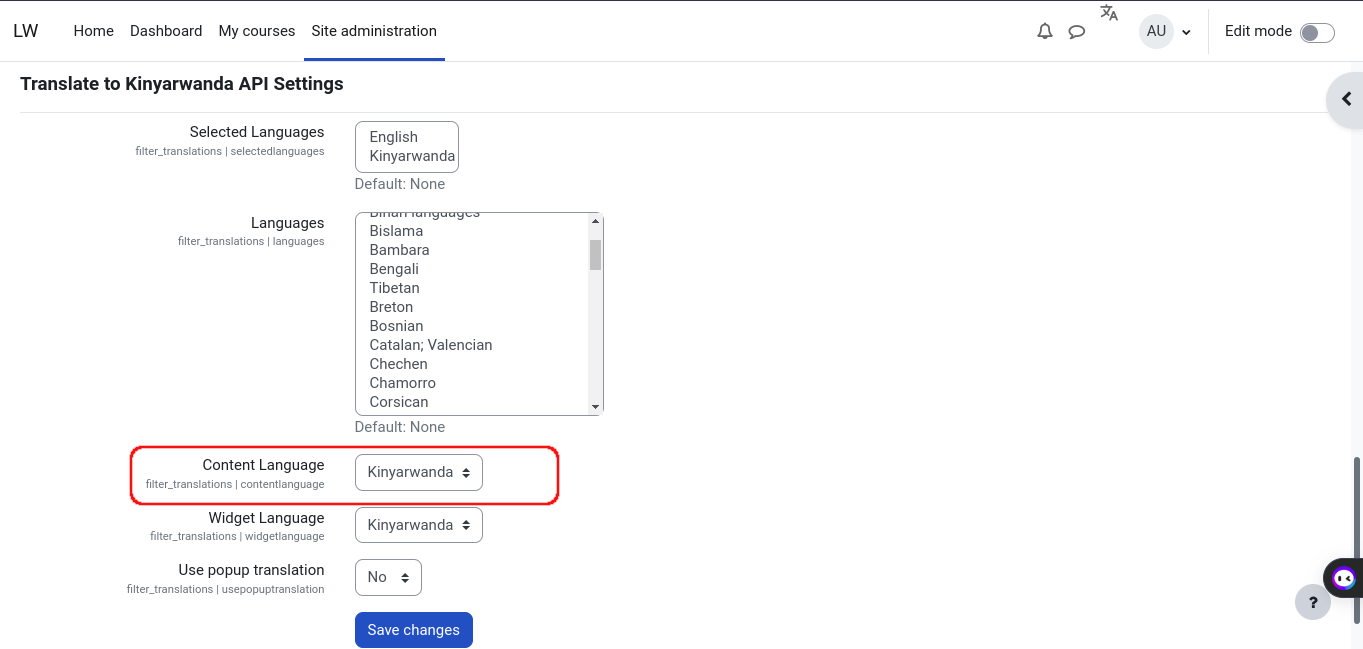 LW Home Dashboard My courses Site administration AU Edit mode
Translate to Kinyarwanda API Settings
Selected Languages
filter_translations | selectedlanguages
English
Kinyarwanda
Default: None
Languages
filter_translations | languages
Bihari languages
Bislama
Bambara
Bengali
Tibetan
Breton
Bosnian
Catalan; Valencian
Chechen
Chamorro
Corsican
Default: None
Content Language
filter_translations | contentlanguage
Kinyarwanda
Widget Language
filter_translations | widgetlanguage
Kinyarwanda
Use popup translation
filter_translations | usepopuptranslation
No
Save changes
?